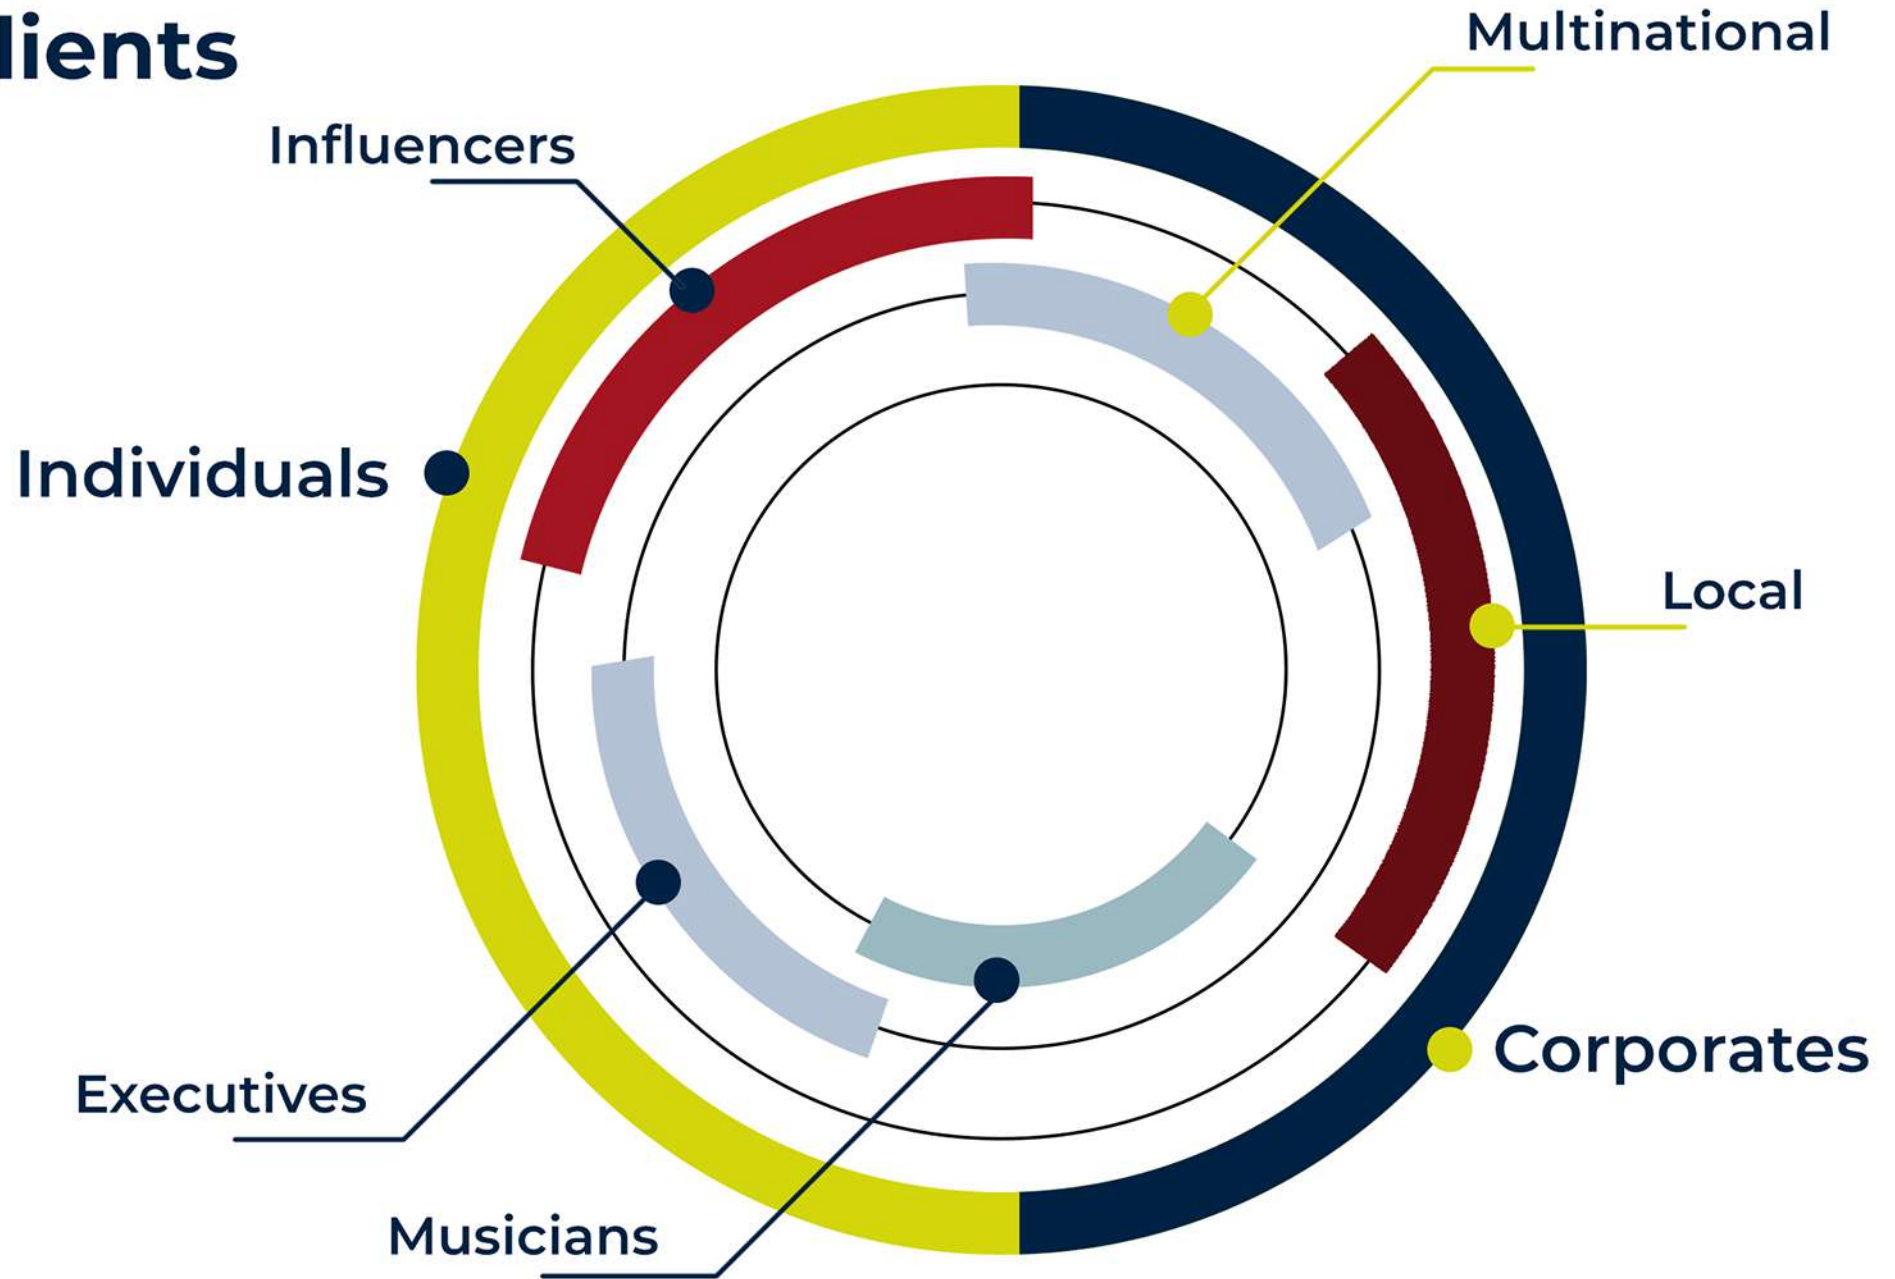 lients
Multinational
Influencers
Individuals
Local
Corporates
Executives
Musicians